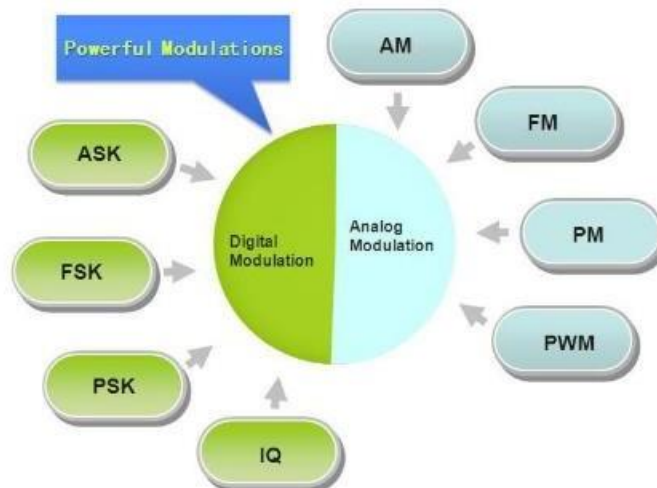 Powerful Modulations
AM
FM
ASK
Digital
Modulation
Analog
Modulation
PM
FSK
PWM
PSK
IQ